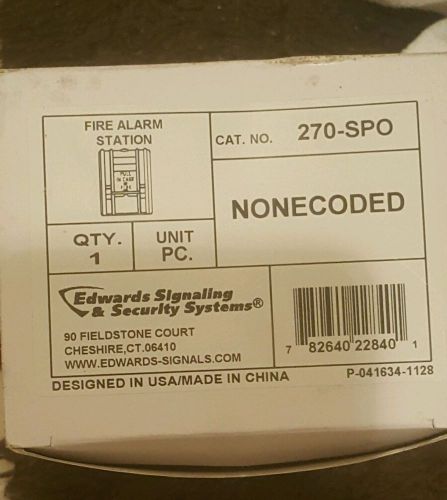 FIRE ALARM
STATION
CAT. NO. 270-SPO
PULL
NONECODED
QTY.
1
UNIT
PC.
Edwards Signaling
& Security Systems®
90 FIELDSTONE COURT
CHESHIRE,CT.06410
WWW.EDWARDS-SIGNALS.COM
7 82640 22840 1
DESIGNED IN USA/MADE IN CHINA
P-041634-1128